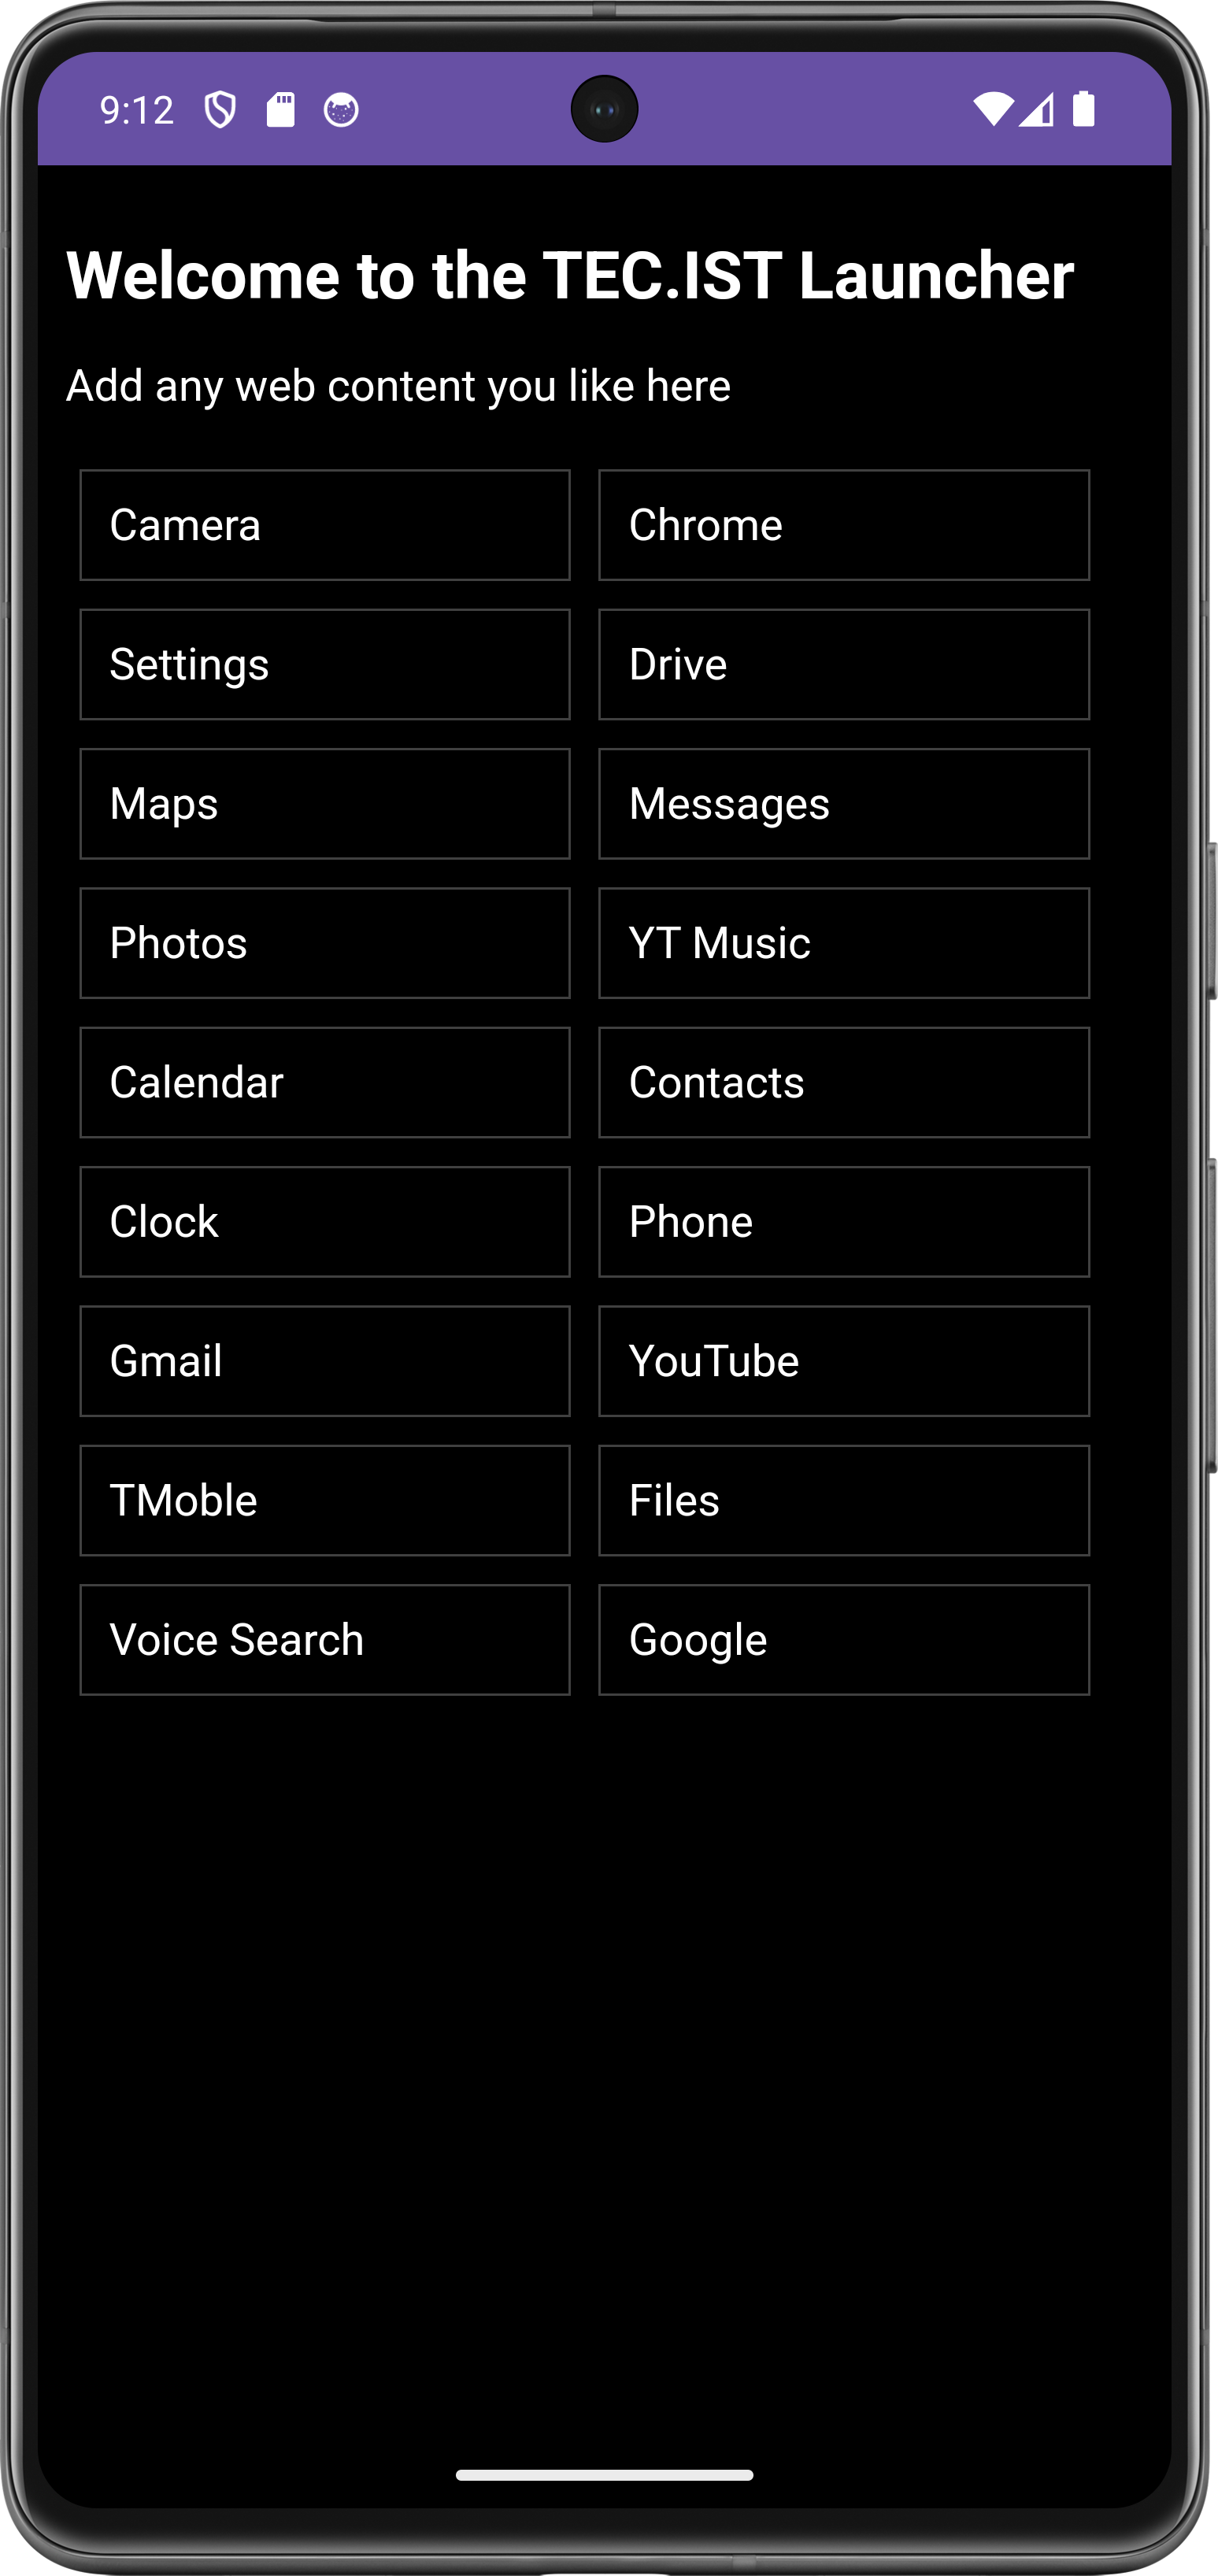 9:12
Welcome to the TEC.IST Launcher
Add any web content you like here
Camera
Chrome
Settings
Drive
Maps
Messages
Photos
YT Music
Calendar
Contacts
Clock
Phone
Gmail
YouTube
TMoble
Files
Voice Search
Google